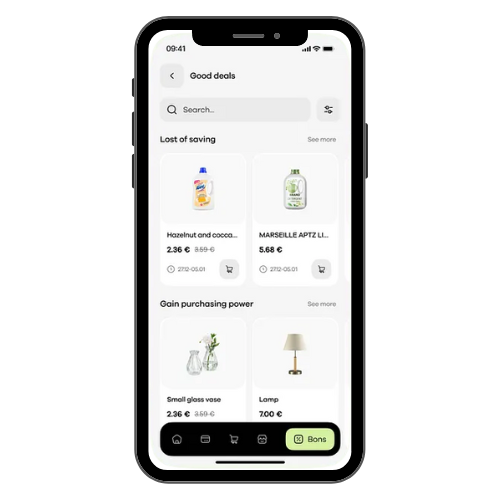 09:41
Good deals
Search...
Lost of saving
See more
Hazelnut and cocca...
MARSEILLE APTZ LI...
2.36 € 3.59 €
5.68 €
27.12-05.01
27.12-05.01
Gain purchasing power
See more
Small glass vase
Lamp
2.36 € 3.59 €
7.00 €
Bons